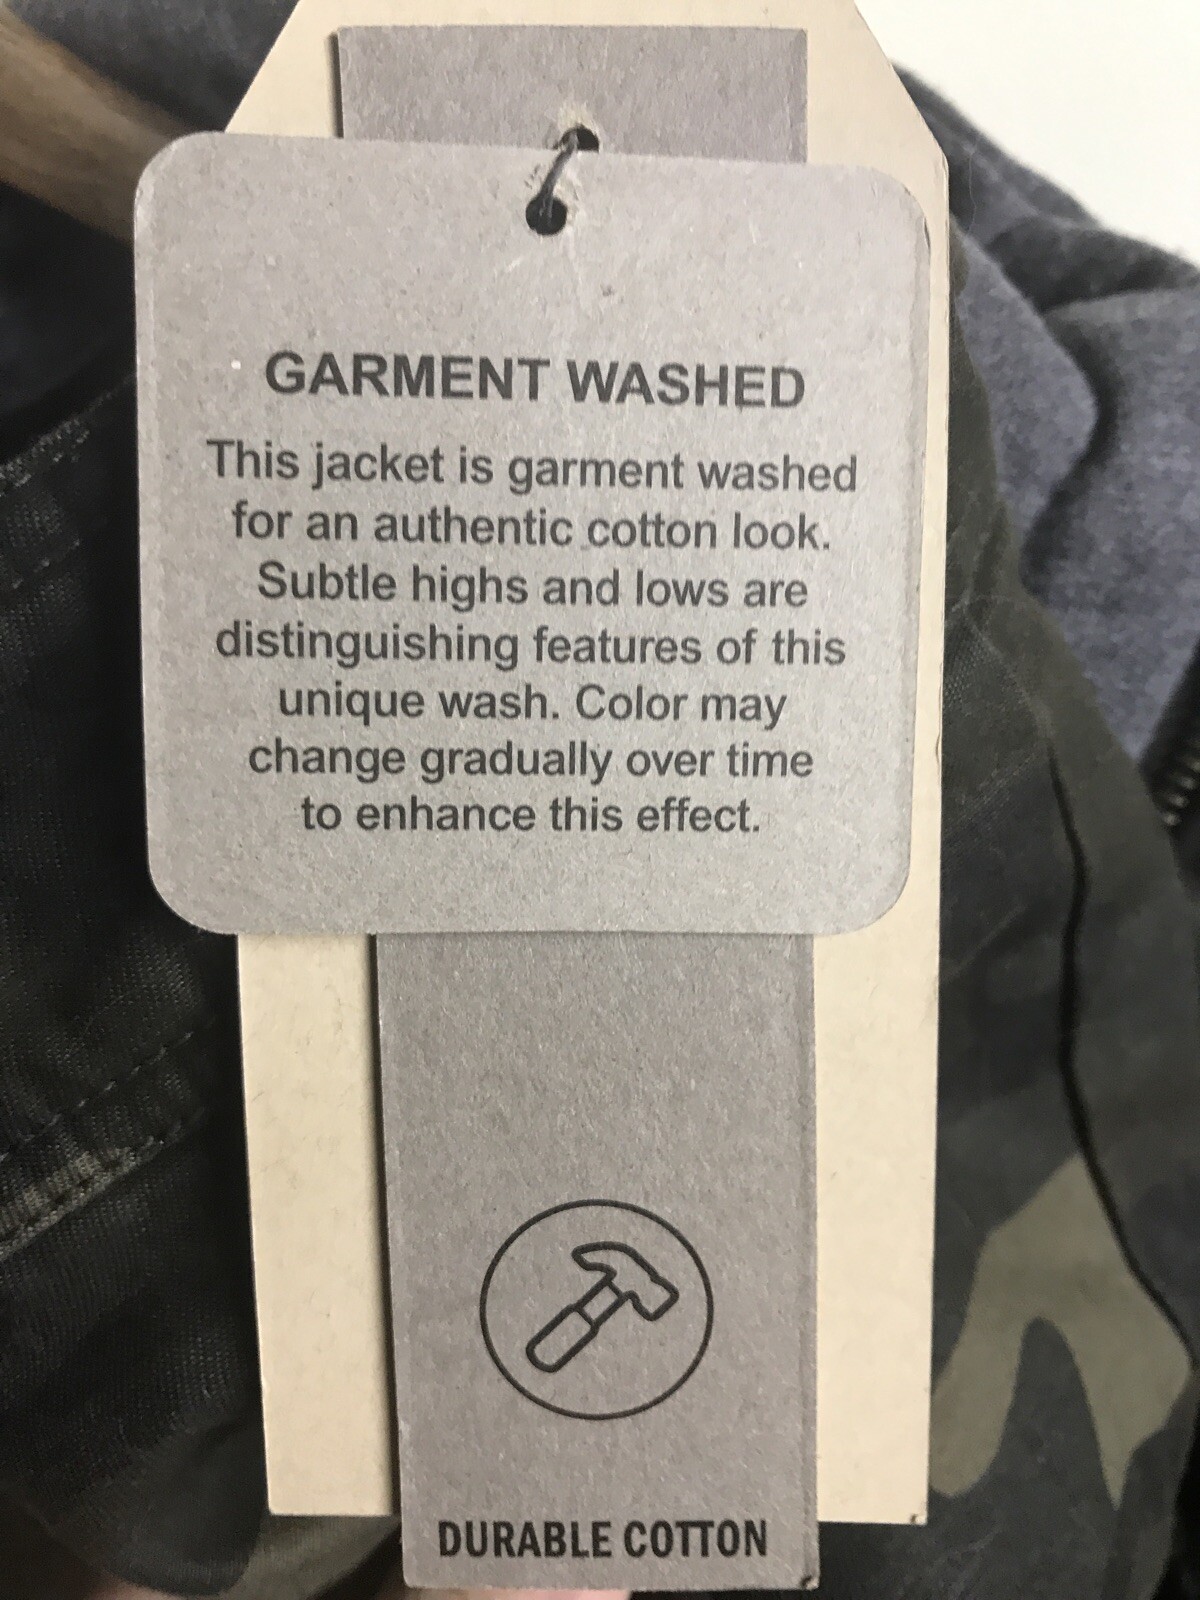 GARMENT WASHED
This jacket is garment washed
for an authentic cotton look.
Subtle highs and lows are
distinguishing features of this
unique wash. Color may
change gradually over time
to enhance this effect.
DURABLE COTTON